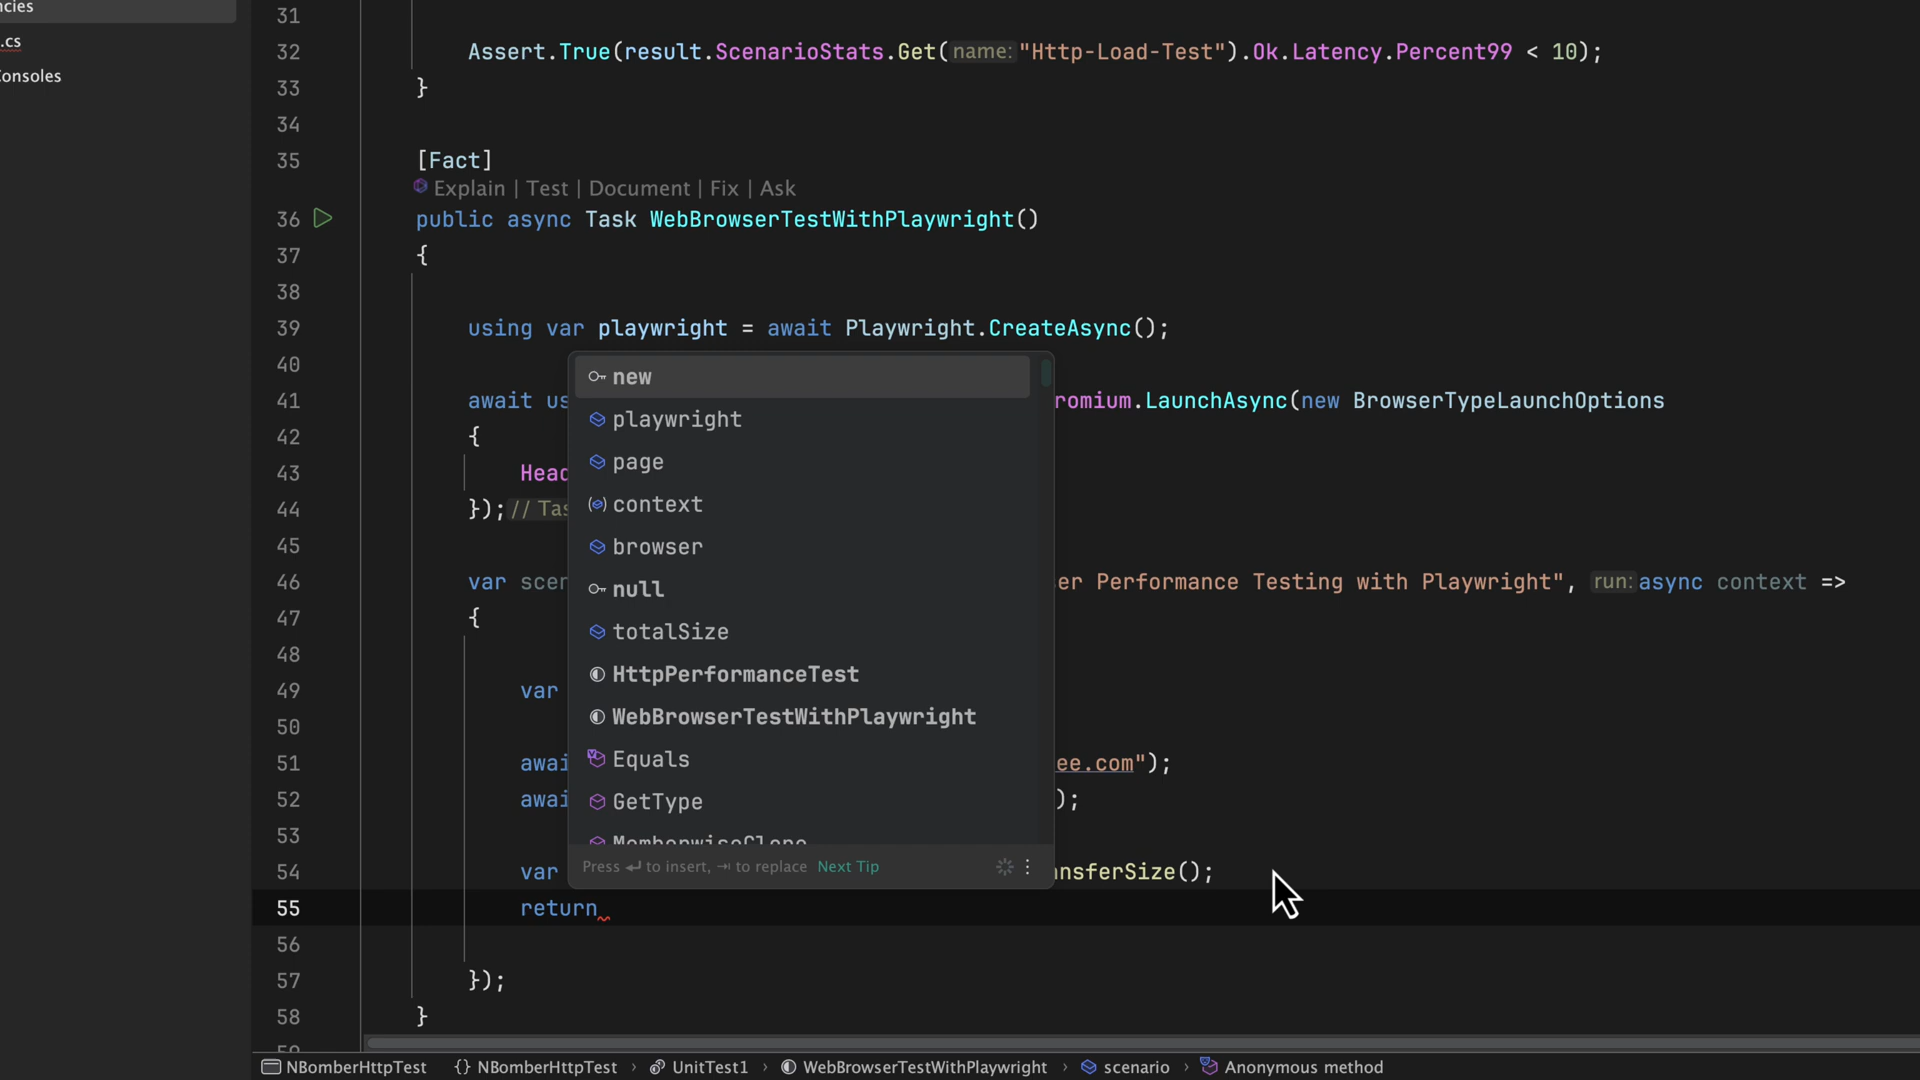 ncies
.cs
Consoles
31
32 Assert.True(result.ScenarioStats.Get(name:"Http-Load-Test").Ok.Latency.Percent99 < 10);
33 }
34
35 [Fact]
Explain | Test | Document | Fix | Ask
36 public async Task WebBrowserTestWithPlaywright()
37 {
38
39 using var playwright = await Playwright.CreateAsync();
40
41 await us romium.LaunchAsync(new BrowserTypeLaunchOptions
42 {
43 Head
44 });// Tas
45
46 var scen er Performance Testing with Playwright", run:async context =>
47 {
48
49 var
50
51 awai ee.com");
52 awai );
53
54 var nsferSize();
55 return
56
57 });
58 }
new
playwright
page
context
browser
null
totalSize
HttpPerformanceTest
WebBrowserTestWithPlaywright
Equals
GetType
MemberwiseClone
Press ↵ to insert, ⇥ to replace Next Tip
NBomberHttpTest {} NBomberHttpTest › UnitTest1 › WebBrowserTestWithPlaywright › scenario › Anonymous method